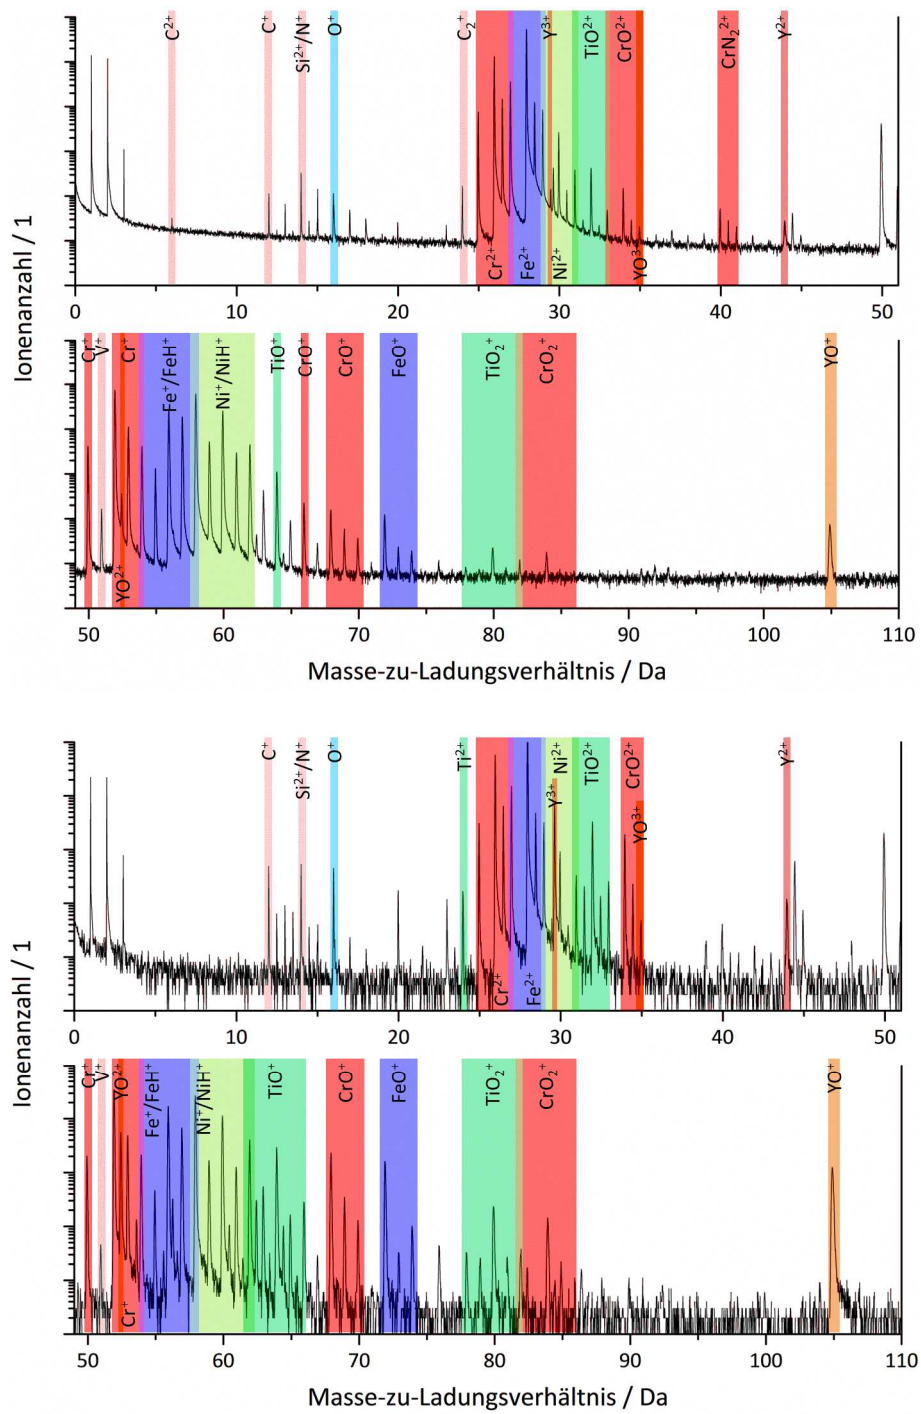 C²⁺ C⁺ Si²⁺/N⁺ O⁺ C₂²⁺ Y³⁺ TiO²⁺ CrO²⁺ CrN₂²⁺ Y²⁺
Cr²⁺ Fe²⁺ Ni²⁺ YO³⁺
0 10 20 30 40 50
Ionenanzahl / 1
Cr⁺ V⁺ Cr⁺ Fe⁺/FeH⁺ Ni⁺/NiH⁺ TiO⁺ CrO⁺ CrO⁺ FeO⁺ TiO₂⁺ CrO₂⁺ YO⁺
YO²⁺
50 60 70 80 90 100 110
Masse-zu-Ladungsverhältnis / Da
C⁺ Si²⁺/N⁺ O⁺ Ti²⁺ Y³⁺ Ni²⁺ TiO²⁺ CrO²⁺ Y²⁺
Cr²⁺ Fe²⁺ YO³⁺
0 10 20 30 40 50
Ionenanzahl / 1
Cr⁺ V⁺ YO²⁺ Fe⁺/FeH⁺ Ni⁺/NiH⁺ TiO⁺ CrO⁺ FeO⁺ TiO₂⁺ CrO₂⁺ YO⁺
Cr⁺
50 60 70 80 90 100 110
Masse-zu-Ladungsverhältnis / Da